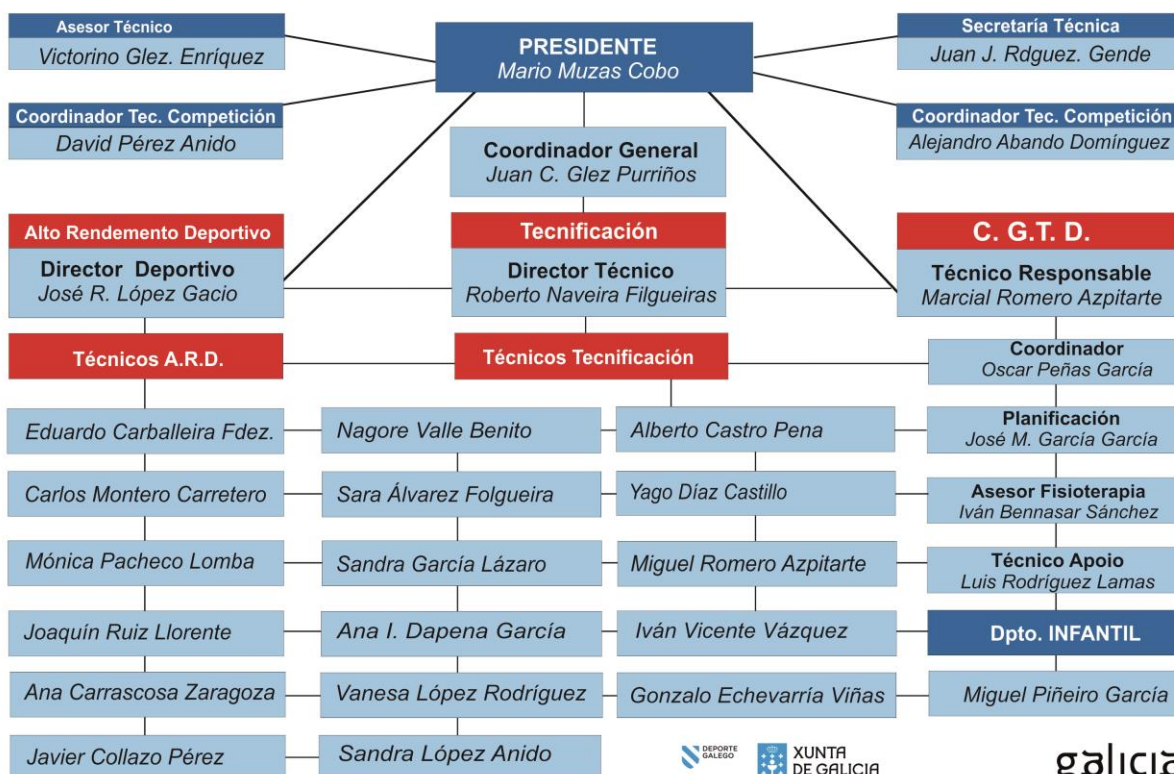 Asesor Técnico
Victorino Glez. Enríquez
PRESIDENTE
Mario Muzas Cobo
Secretaría Técnica
Juan J. Rdguez. Gende
Coordinador Tec. Competición
David Pérez Anido
Coordinador Tec. Competición
Alejandro Abando Domínguez
Coordinador General
Juan C. Glez Purriños
Alto Rendemento Deportivo
Director Deportivo
José R. López Gacio
Tecnificación
Director Técnico
Roberto Naveira Filgueiras
C. G. T. D.
Técnico Responsable
Marcial Romero Azpitarte
Técnicos A.R.D.
Técnicos Tecnificación
Coordinador
Oscar Peñas García
Eduardo Carballeira Fdez.
Nagore Valle Benito
Alberto Castro Pena
Planificación
José M. García García
Carlos Montero Carretero
Sara Álvarez Folgueira
Yago Díaz Castillo
Asesor Fisioterapia
Iván Bennasar Sánchez
Mónica Pacheco Lomba
Sandra García Lázaro
Miguel Romero Azpitarte
Técnico Apoio
Luis Rodríguez Lamas
Joaquín Ruiz Llorente
Ana I. Dapena García
Iván Vicente Vázquez
Dpto. INFANTIL
Ana Carrascosa Zaragoza
Vanesa López Rodríguez
Gonzalo Echevarría Viñas
Miguel Piñeiro García
Javier Collazo Pérez
Sandra López Anido
DEPORTE
GALEGO
XUNTA
DE GALICIA
galicia